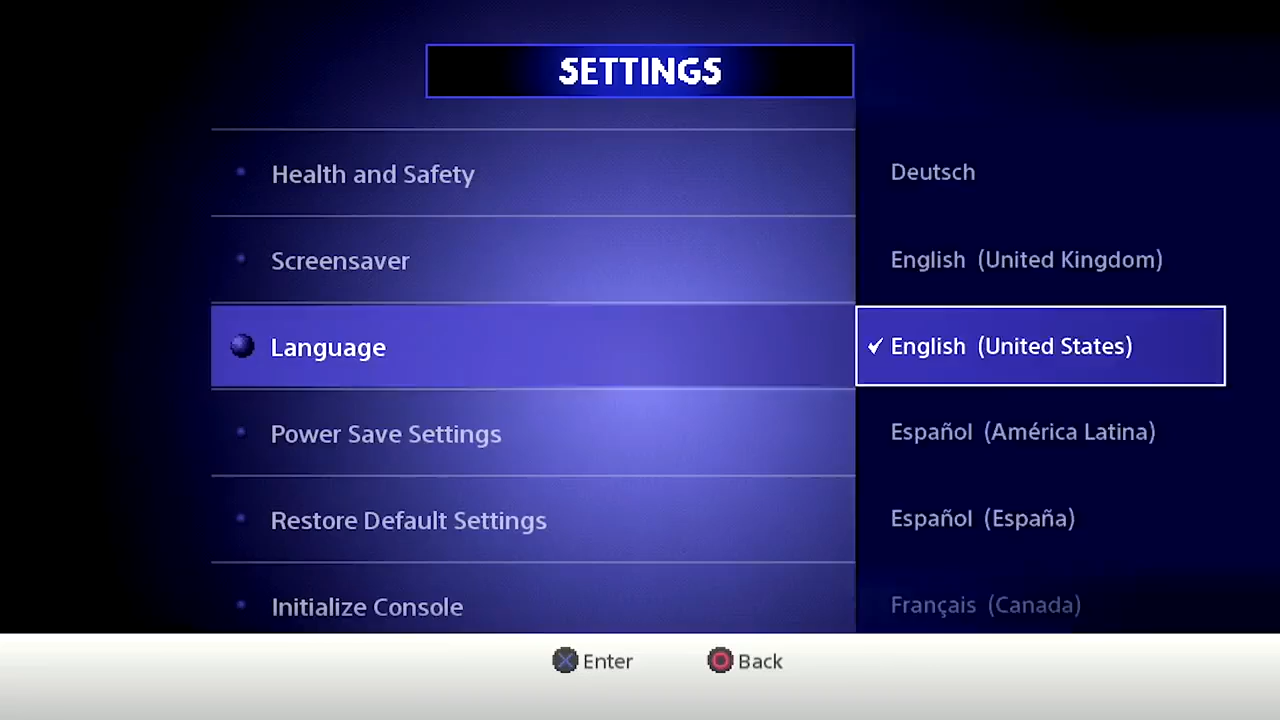 SETTINGS
Health and Safety
Screensaver
Language
Power Save Settings
Restore Default Settings
Initialize Console
Deutsch
English (United Kingdom)
English (United States)
Español (América Latina)
Español (España)
Français (Canada)
Enter
Back